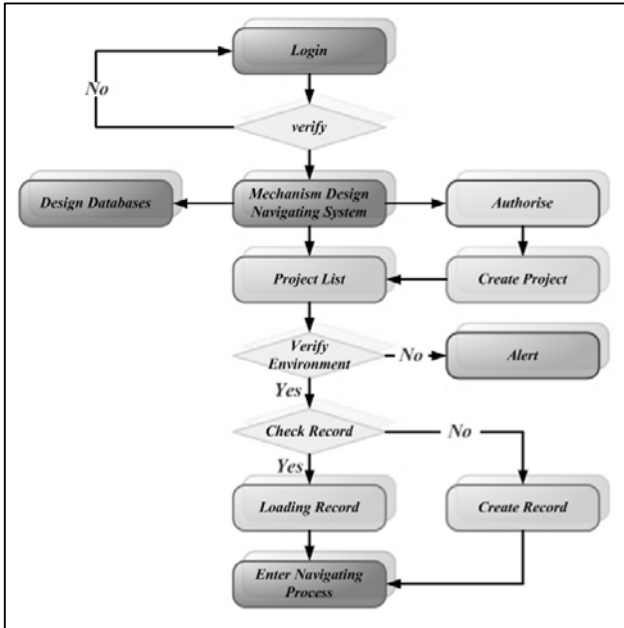 Login
No
verify
Design Databases
Mechanism Design
Navigating System
Authorise
Project List
Create Project
Verify
Environment
No
Alert
Yes
Check Record
No
Yes
Loading Record
Create Record
Enter Navigating
Process